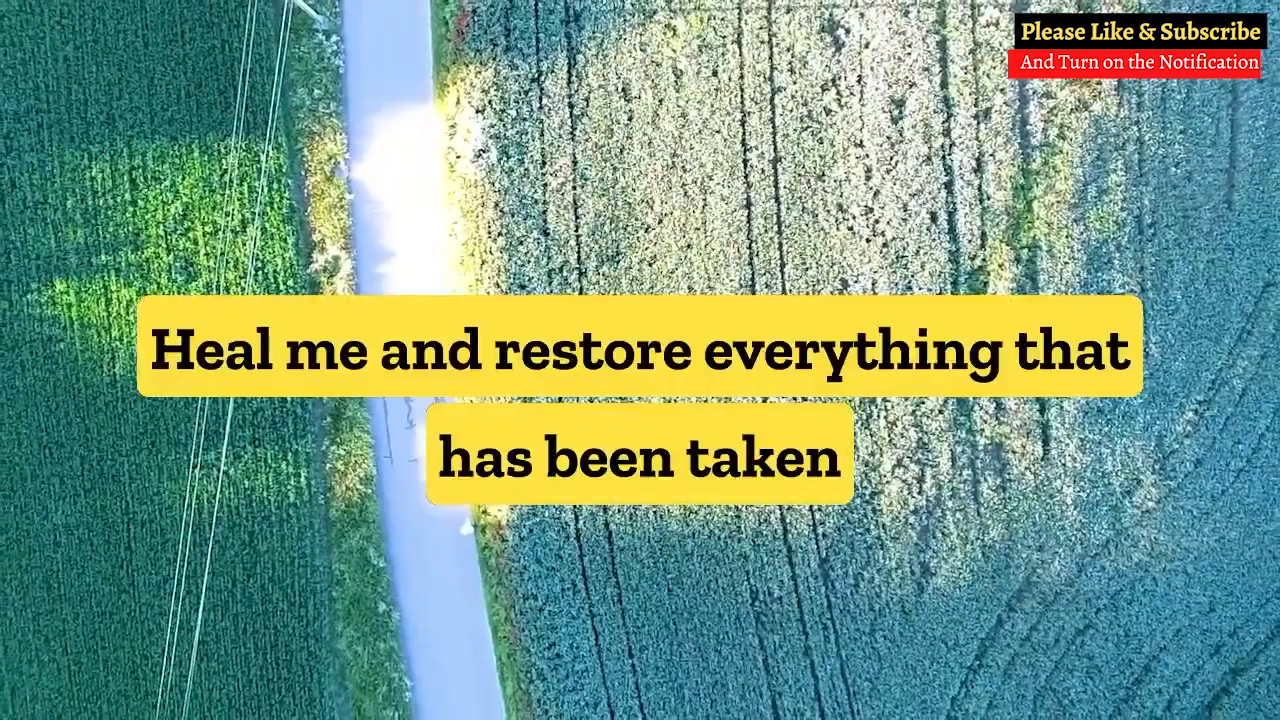 Please Like & Subscribe
And Turn on the Notification
Heal me and restore everything that
has been taken